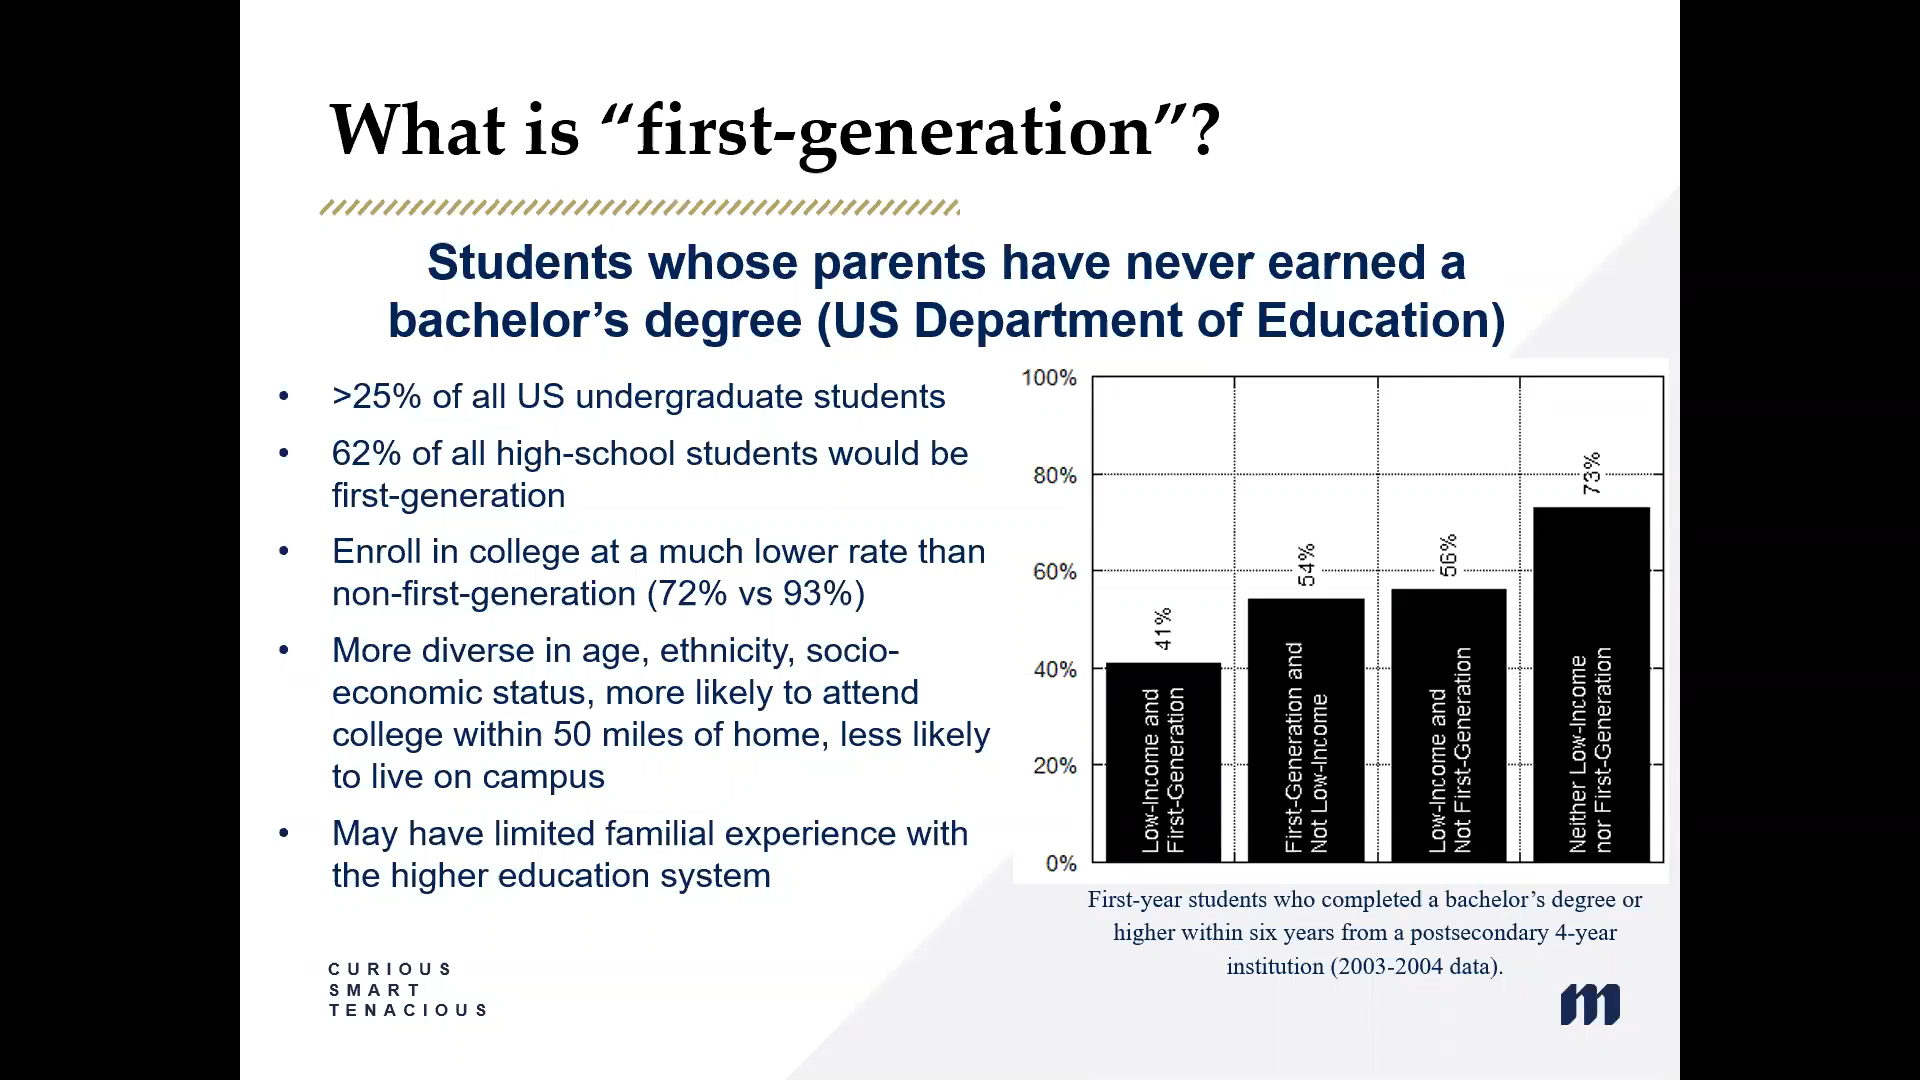 What is “first-generation”?
Students whose parents have never earned a
bachelor’s degree (US Department of Education)
• >25% of all US undergraduate students
• 62% of all high-school students would be
first-generation
• Enroll in college at a much lower rate than
non-first-generation (72% vs 93%)
• More diverse in age, ethnicity, socio-
economic status, more likely to attend
college within 50 miles of home, less likely
to live on campus
• May have limited familial experience with
the higher education system
100%
80%
60%
40%
20%
0%
41%
Low-Income and
First-Generation
54%
First-Generation and
Not Low-Income
56%
Low-Income and
Not First-Generation
73%
Neither Low-Income
nor First-Generation
First-year students who completed a bachelor’s degree or
higher within six years from a postsecondary 4-year
institution (2003-2004 data).
CURIOUS
SMART
TENACIOUS
m